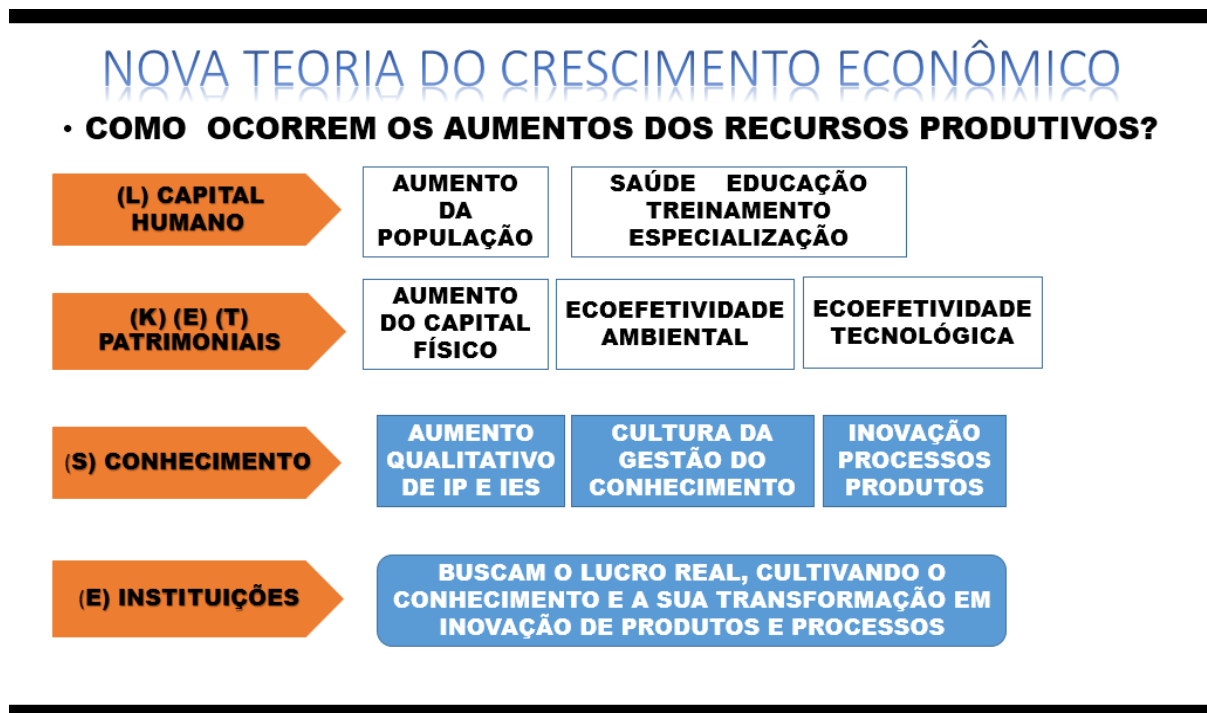 NOVA TEORIA DO CRESCIMENTO ECONÔMICO
• COMO OCORREM OS AUMENTOS DOS RECURSOS PRODUTIVOS?
(L) CAPITAL
HUMANO
AUMENTO
DA
POPULAÇÃO
SAÚDE EDUCAÇÃO
TREINAMENTO
ESPECIALIZAÇÃO
(K) (E) (T)
PATRIMONIAIS
AUMENTO
DO CAPITAL
FÍSICO
ECOEFETIVIDADE
AMBIENTAL
ECOEFETIVIDADE
TECNOLÓGICA
(S) CONHECIMENTO
AUMENTO
QUALITATIVO
DE IP E IES
CULTURA DA
GESTÃO DO
CONHECIMENTO
INOVAÇÃO
PROCESSOS
PRODUTOS
(E) INSTITUIÇÕES
BUSCAM O LUCRO REAL, CULTIVANDO O
CONHECIMENTO E A SUA TRANSFORMAÇÃO EM
INOVAÇÃO DE PRODUTOS E PROCESSOS